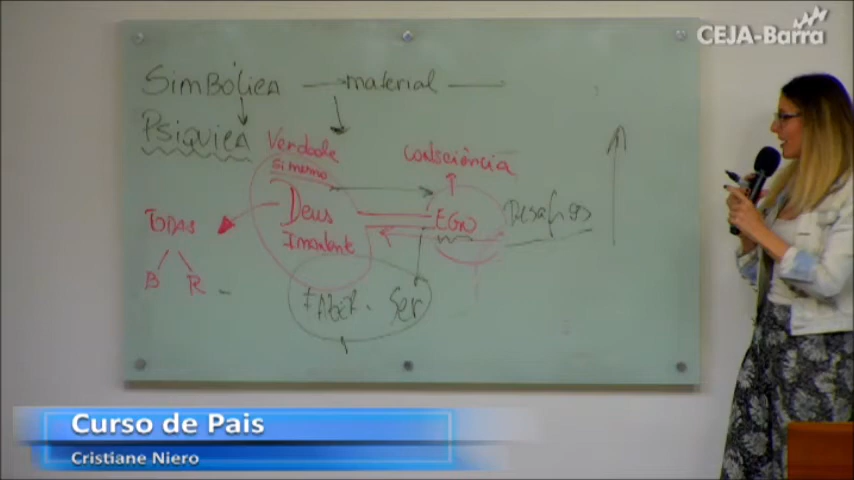 CEJA-Barra
SimBólica → material
Psiquica
Verdade
Si mesmo
Consciência
Deus
Imanente
EGO
Desafios
TODAS
B R
FAZER. Ser
Curso de Pais
Cristiane Niero